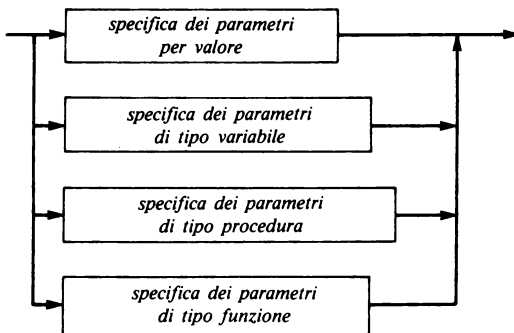 specifica dei parametri
per valore
specifica dei parametri
di tipo variabile
specifica dei parametri
di tipo procedura
specifica dei parametri
di tipo funzione